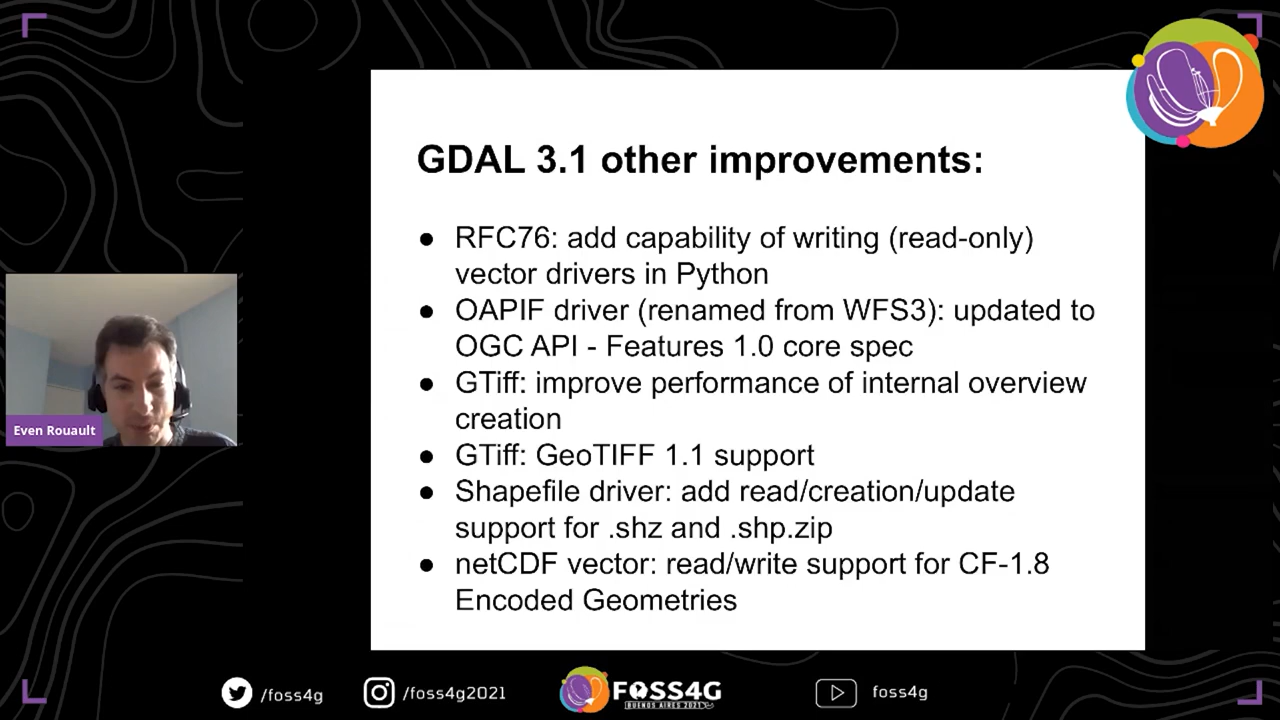 GDAL 3.1 other improvements:
● RFC76: add capability of writing (read-only)
vector drivers in Python
● OAPIF driver (renamed from WFS3): updated to
OGC API - Features 1.0 core spec
● GTiff: improve performance of internal overview
creation
● GTiff: GeoTIFF 1.1 support
● Shapefile driver: add read/creation/update
support for .shz and .shp.zip
● netCDF vector: read/write support for CF-1.8
Encoded Geometries
Even Rouault
/foss4g
/foss4g2021
FOSS4G
BUENOS AIRES 2021
foss4g